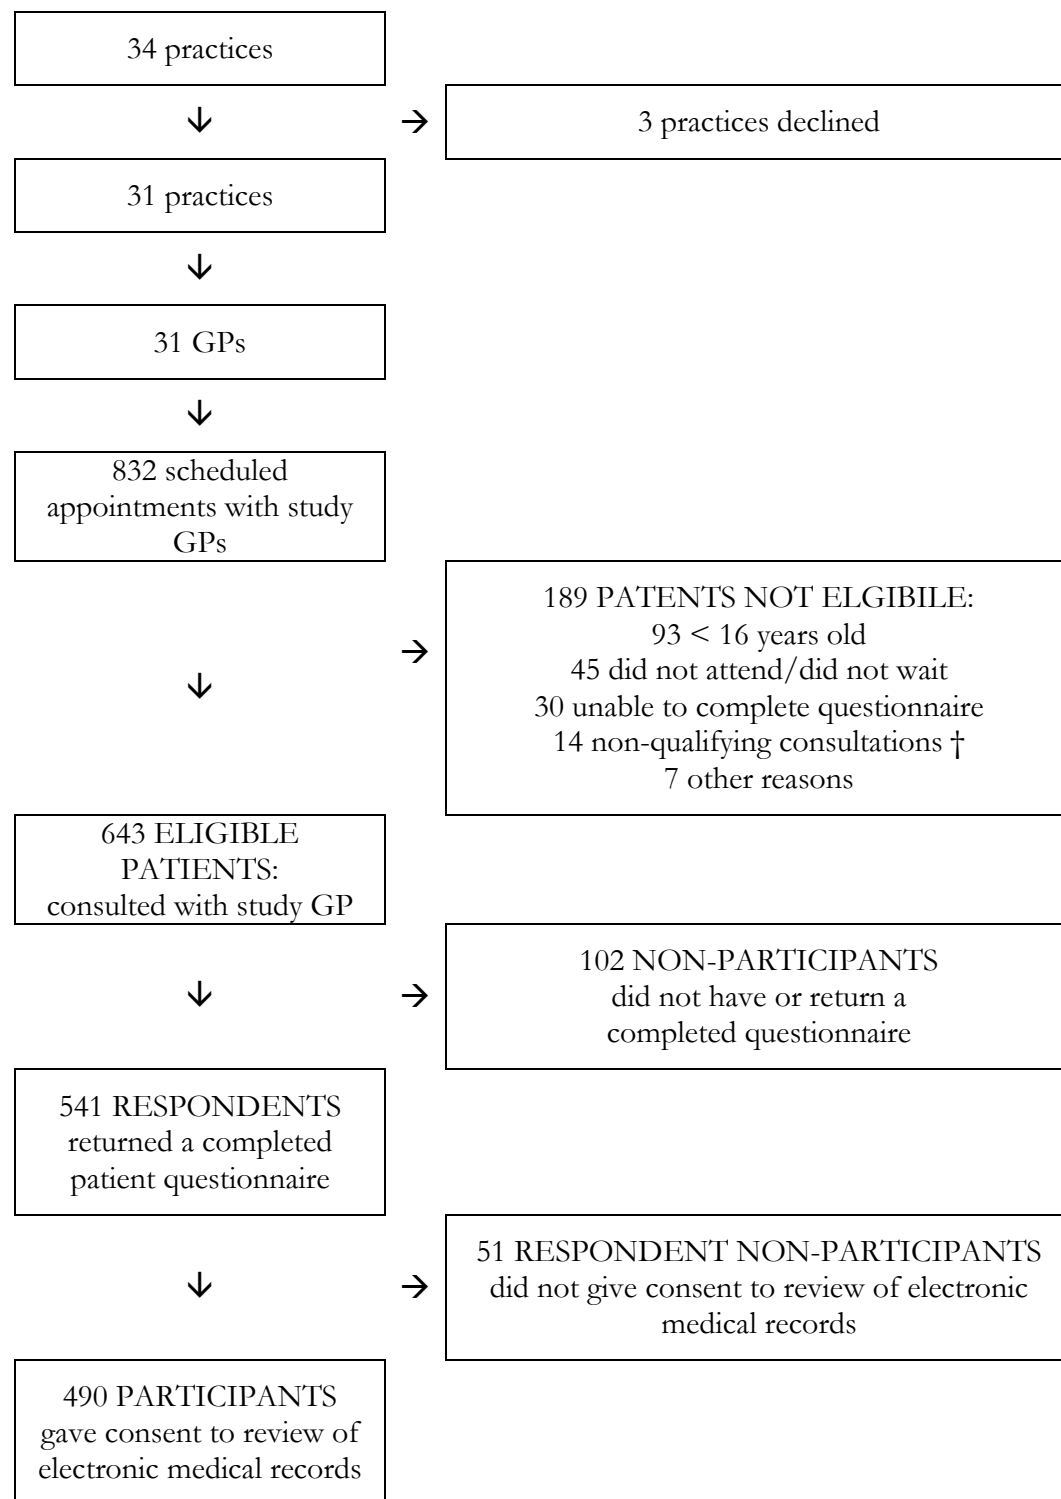 34 practices
3 practices declined
31 practices
31 GPs
832 scheduled
appointments with study
GPs
189 PATENTS NOT ELGIBILE:
93 < 16 years old
45 did not attend/did not wait
30 unable to complete questionnaire
14 non-qualifying consultations †
7 other reasons
643 ELIGIBLE
PATIENTS:
consulted with study GP
102 NON-PARTICIPANTS
did not have or return a
completed questionnaire
541 RESPONDENTS
returned a completed
patient questionnaire
51 RESPONDENT NON-PARTICIPANTS
did not give consent to review of electronic
medical records
490 PARTICIPANTS
gave consent to review of
electronic medical records